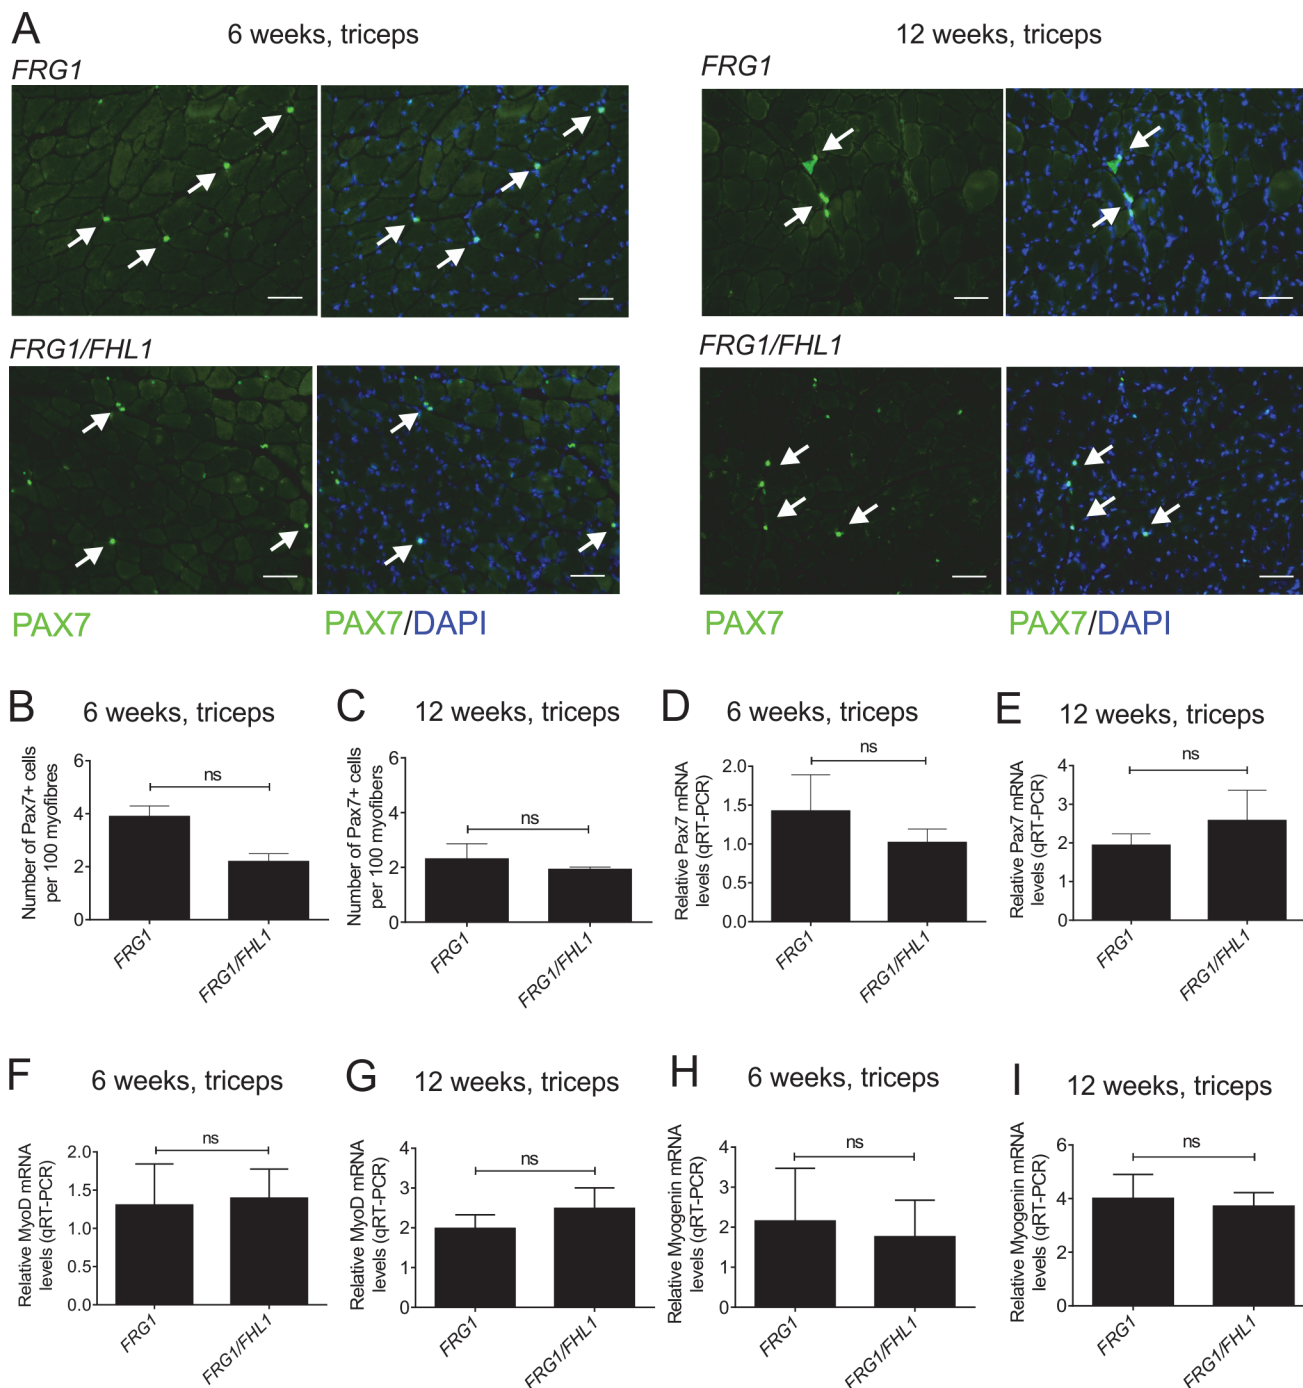 A
6 weeks, triceps
12 weeks, triceps
FRG1
FRG1
FRG1/FHL1
FRG1/FHL1
PAX7
PAX7/DAPI
PAX7
PAX7/DAPI
B
6 weeks, triceps
Number of Pax7+ cells
per 100 myofibres
6
4
2
0
ns
FRG1
FRG1/FHL1
C
12 weeks, triceps
Number of Pax7+ cells
per 100 myofibers
6
4
2
0
ns
FRG1
FRG1/FHL1
D
6 weeks, triceps
Relative Pax7 mRNA
levels (qRT-PCR)
2.0
1.5
1.0
0.5
0.0
ns
FRG1
FRG1/FHL1
E
12 weeks, triceps
Relative Pax7 mRNA
levels (qRT-PCR)
4
3
2
1
0
ns
FRG1
FRG1/FHL1
F
6 weeks, triceps
Relative MyoD mRNA
levels (qRT-PCR)
2.0
1.5
1.0
0.5
0.0
ns
FRG1
FRG1/FHL1
G
12 weeks, triceps
Relative MyoD mRNA
levels (qRT-PCR)
4
3
2
1
0
ns
FRG1
FRG1/FHL1
H
6 weeks, triceps
Relative Myogenin mRNA
levels (qRT-PCR)
4
3
2
1
0
ns
FRG1
FRG1/FHL1
I
12 weeks, triceps
Relative Myogenin mRNA
levels (qRT-PCR)
6
4
2
0
ns
FRG1
FRG1/FHL1